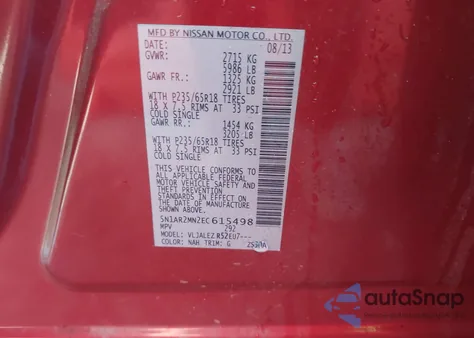 MFD BY NISSAN MOTOR CO., LTD.
DATE: 08/13
GVWR: 2715 KG
5986 LB
GAWR FR.: 1325 KG
2921 LB
WITH P235/65R18 TIRES
18 X 7.5 RIMS AT 33 PSI
COLD SINGLE
GAWR RR.: 1454 KG
3205 LB
WITH P235/65R18 TIRES
18 X 7.5 RIMS AT 33 PSI
COLD SINGLE
THIS VEHICLE CONFORMS TO
ALL APPLICABLE FEDERAL
MOTOR VEHICLE SAFETY
STANDARDS IN EFFECT ON
THE DATE OF MANUFACTURE
SHOWN ABOVE.
5N1AR2MN2EC615498
MPV 292
MODEL: VLJALEZ R52EU7---
COLOR: NAH TRIM: G
autaSnap